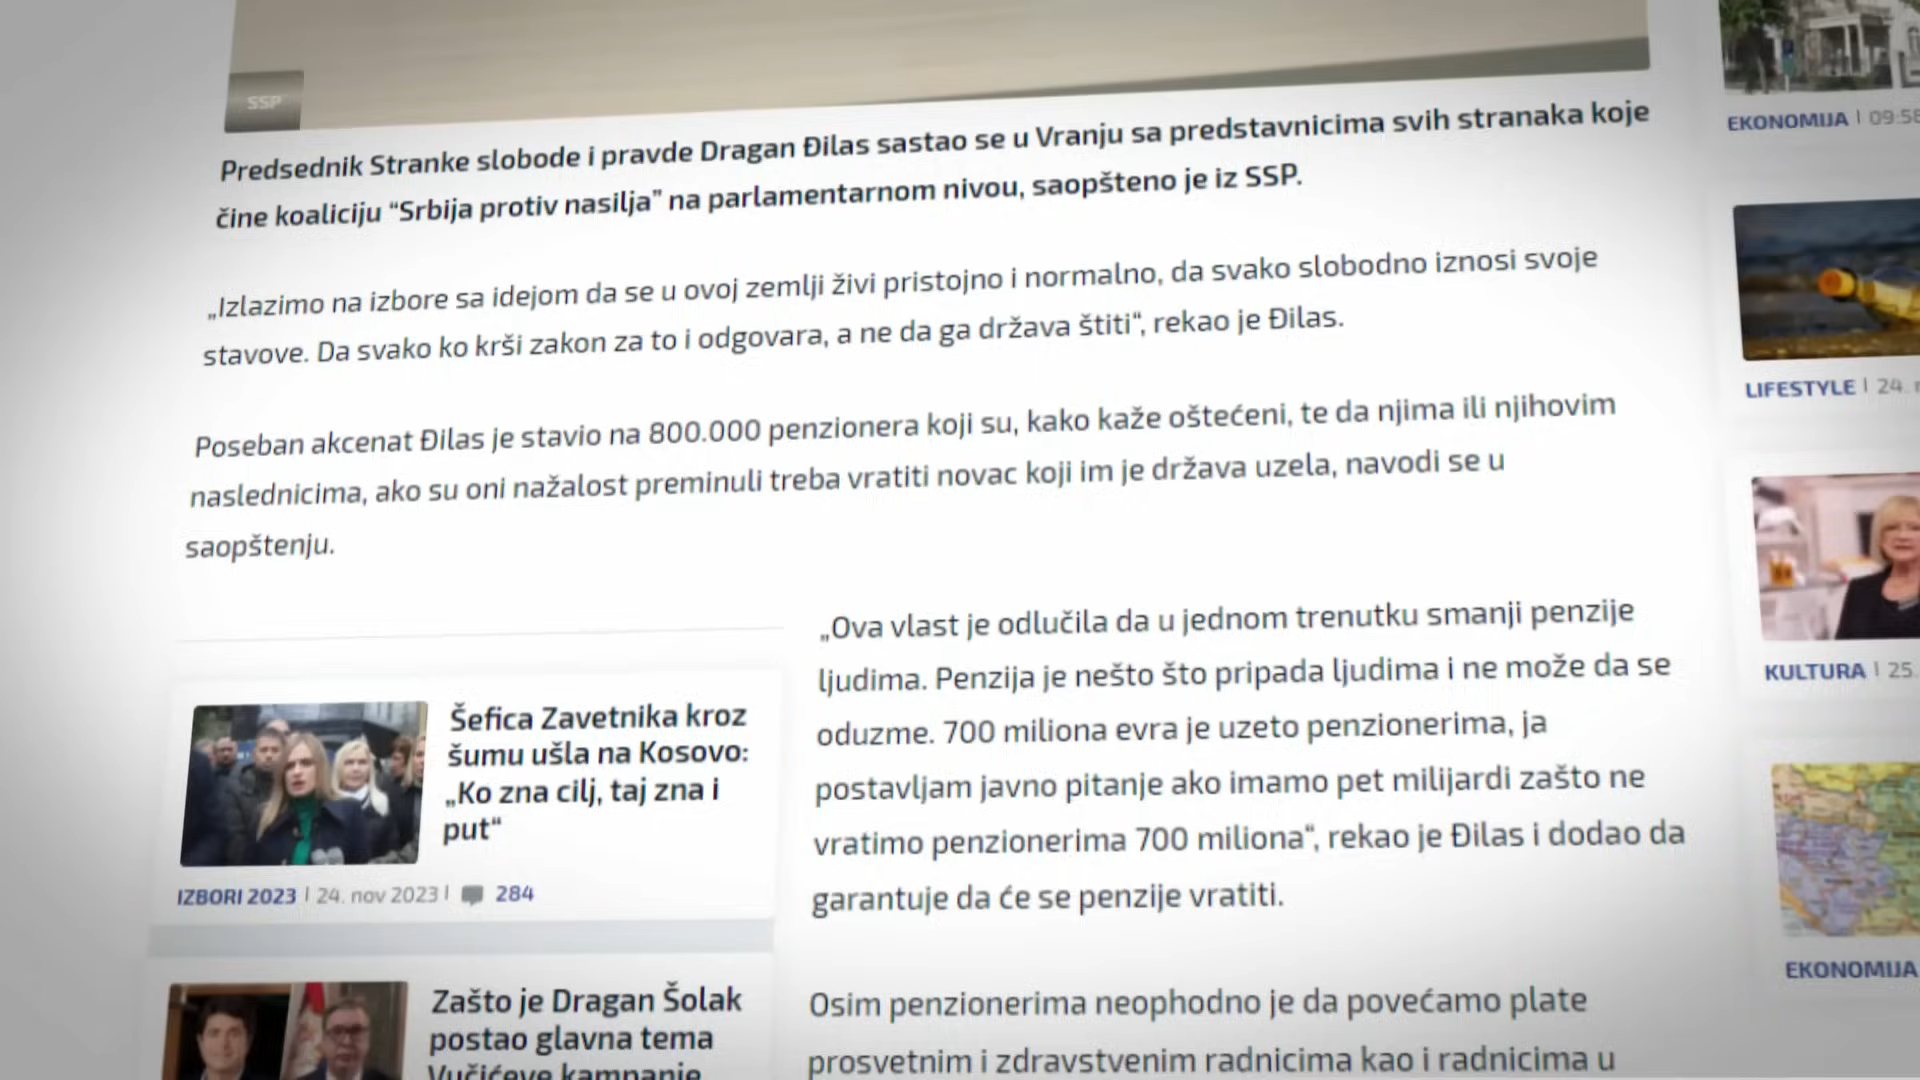 SSP
Predsednik Stranke slobode i pravde Dragan Đilas sastao se u Vranju sa predstavnicima svih stranaka koje
čine koaliciju “Srbija protiv nasilja” na parlamentarnom nivou, saopšteno je iz SSP.
„Izlazimo na izbore sa idejom da se u ovoj zemlji živi pristojno i normalno, da svako slobodno iznosi svoje
stavove. Da svako ko krši zakon za to i odgovara, a ne da ga država štiti“, rekao je Đilas.
Poseban akcenat Đilas je stavio na 800.000 penzionera koji su, kako kaže oštećeni, te da njima ili njihovim
naslednicima, ako su oni nažalost preminuli treba vratiti novac koji im je država uzela, navodi se u
saopštenju.
„Ova vlast je odlučila da u jednom trenutku smanji penzije
ljudima. Penzija je nešto što pripada ljudima i ne može da se
oduzme. 700 miliona evra je uzeto penzionerima, ja
postavljam javno pitanje ako imamo pet milijardi zašto ne
vratimo penzionerima 700 miliona“, rekao je Đilas i dodao da
garantuje da će se penzije vratiti.
Osim penzionerima neophodno je da povećamo plate
prosvetnim i zdravstvenim radnicima kao i radnicima u
Šefica Zavetnika kroz
šumu ušla na Kosovo:
„Ko zna cilj, taj zna i
put“
IZBORI 2023 | 24. nov 2023 | 284
Zašto je Dragan Šolak
postao glavna tema
Vučićeve kampanje
EKONOMIJA | 09:58
LIFESTYLE | 24.
KULTURA | 25.
EKONOMIJA